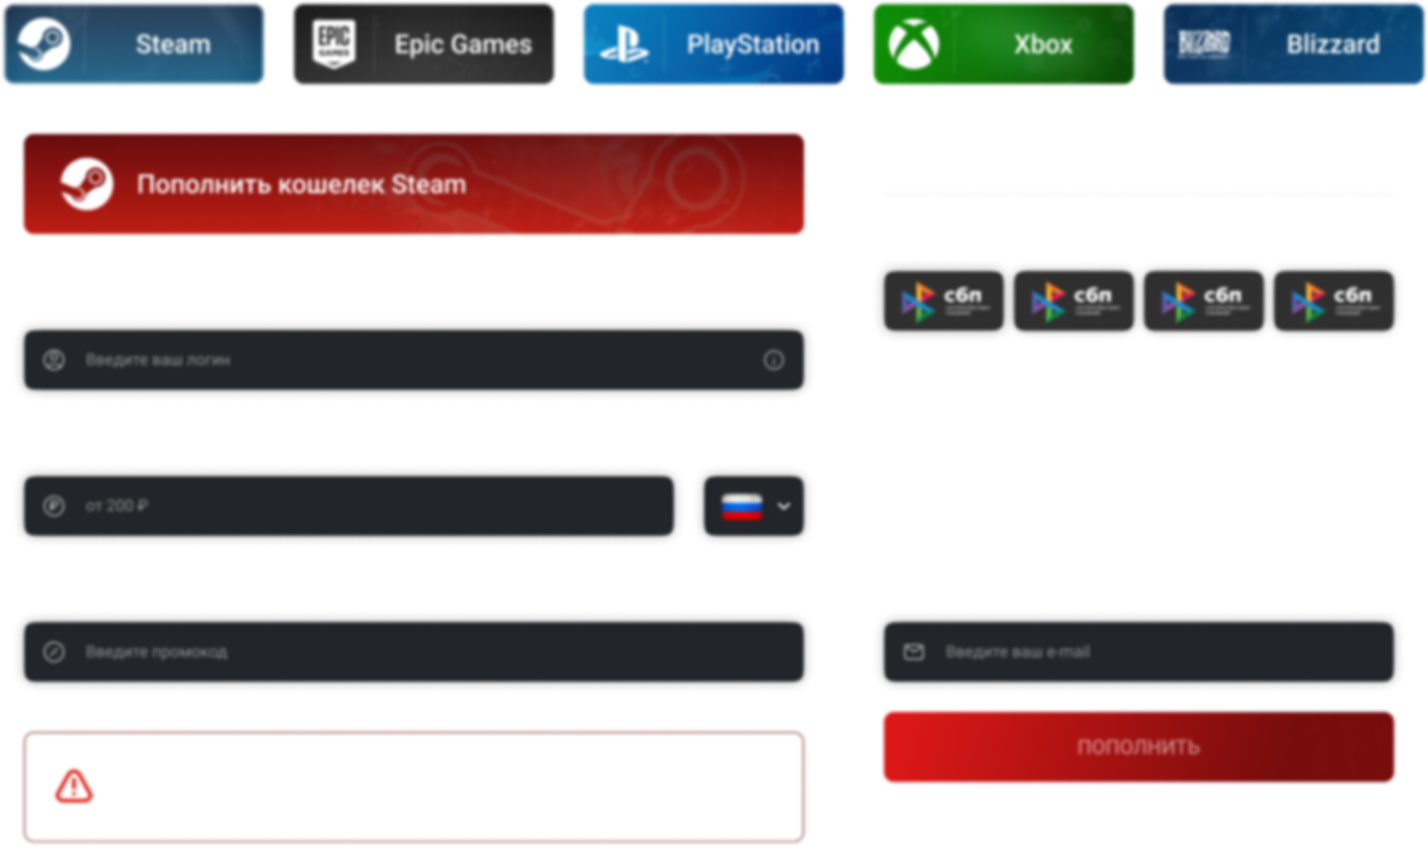 Steam
EPIC GAMES
Epic Games
PlayStation
Xbox
BLIZZARD
Blizzard
Пополнить кошелек Steam
сбп
сбп
сбп
сбп
Введите ваш логин
от 200 ₽
Введите промокод
Введите ваш e-mail
ПОПОЛНИТЬ